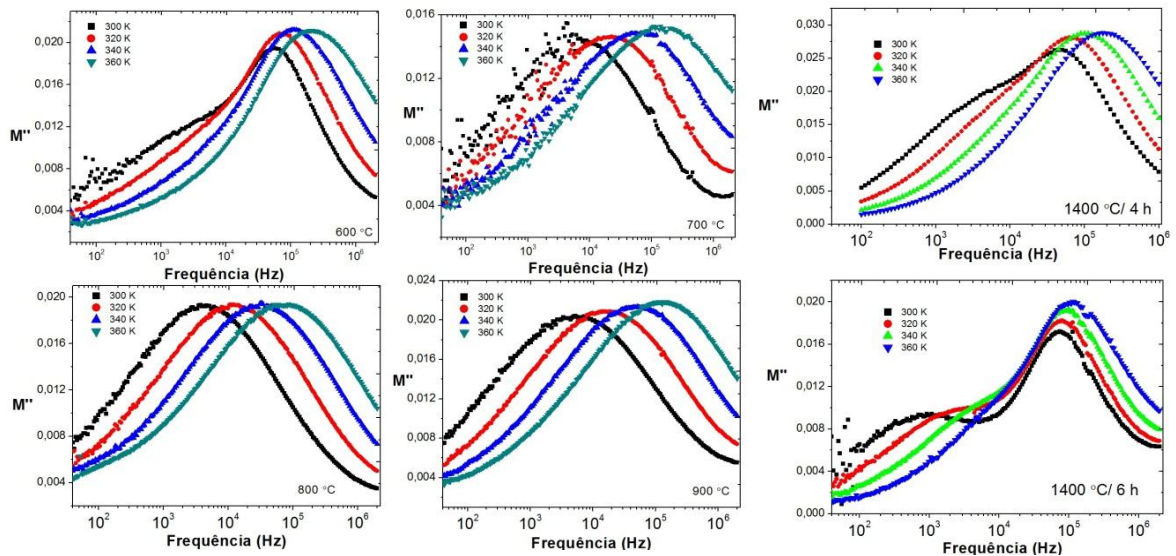 300 K
320 K
340 K
360 K
0,020
0,016
0,012
0,008
0,004
M''
10² 10³ 10⁴ 10⁵ 10⁶
600 °C
Frequência (Hz)
300 K
320 K
340 K
360 K
0,016
0,012
0,008
0,004
M''
10² 10³ 10⁴ 10⁵ 10⁶
700 °C
Frequência (Hz)
300 K
320 K
340 K
360 K
0,040
0,035
0,030
0,025
0,020
0,015
0,010
0,005
0,000
M''
10² 10³ 10⁴ 10⁵ 10⁶
1400 °C/ 4 h
Frequência (Hz)
300 K
320 K
340 K
360 K
0,020
0,016
0,012
0,008
0,004
M''
10² 10³ 10⁴ 10⁵ 10⁶
800 °C
Frequência (Hz)
300 K
320 K
340 K
360 K
0,024
0,020
0,016
0,012
0,008
0,004
M''
10² 10³ 10⁴ 10⁵ 10⁶
900 °C
Frequência (Hz)
300 K
320 K
340 K
360 K
0,020
0,016
0,012
0,008
0,004
0,000
M''
10² 10³ 10⁴ 10⁵ 10⁶
1400 °C/ 6 h
Frequência (Hz)